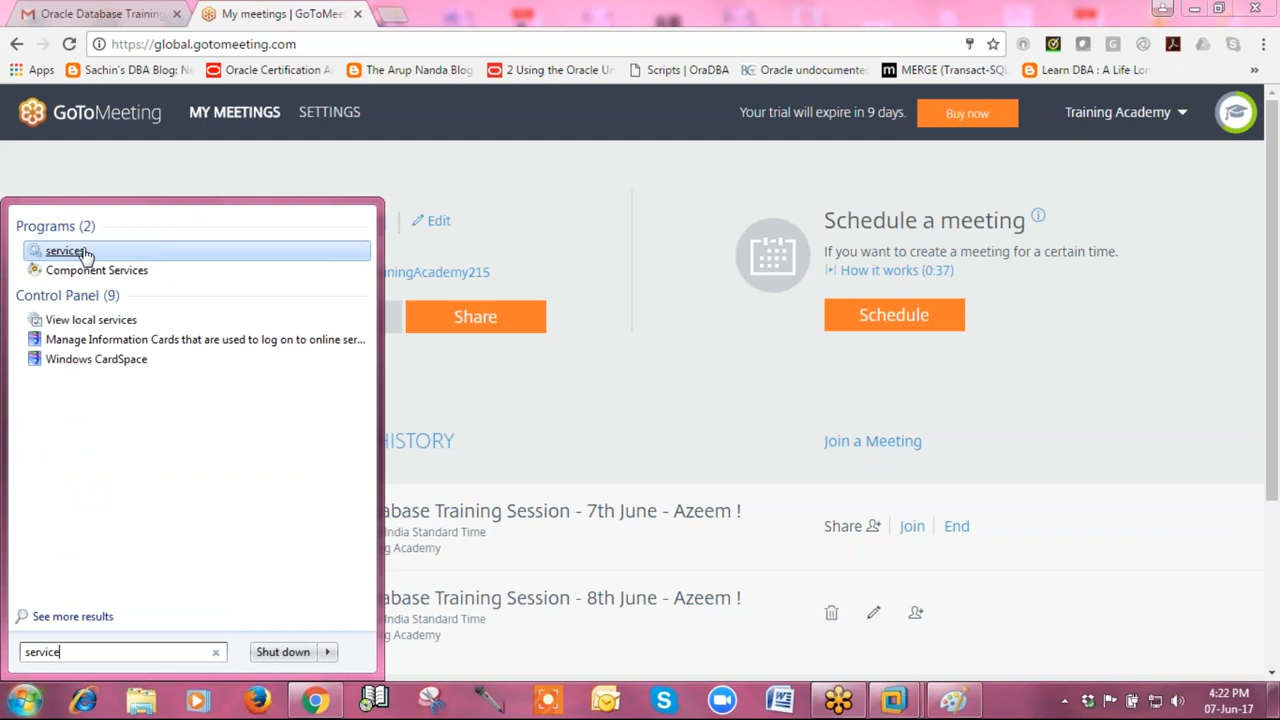 Oracle Database Training
My meetings | GoToMee
https://global.gotomeeting.com
Apps
Sachin's DBA Blog: Ne
Oracle Certification A
The Arup Nanda Blog
2 Using the Oracle Un
Scripts | OraDBA
Oracle undocumente
MERGE (Transact-SQL
Learn DBA : A Life Lon
GoToMeeting
MY MEETINGS
SETTINGS
Your trial will expire in 9 days.
Buy now
Training Academy
Programs (2)
services
Component Services
Control Panel (9)
View local services
Manage Information Cards that are used to log on to online ser...
Windows CardSpace
See more results
service
Shut down
Edit
ningAcademy215
Share
Schedule a meeting
If you want to create a meeting for a certain time.
How it works (0:37)
Schedule
HISTORY
Join a Meeting
abase Training Session - 7th June - Azeem !
India Standard Time
g Academy
Share
Join
End
abase Training Session - 8th June - Azeem !
India Standard Time
g Academy
4:22 PM
07-Jun-17